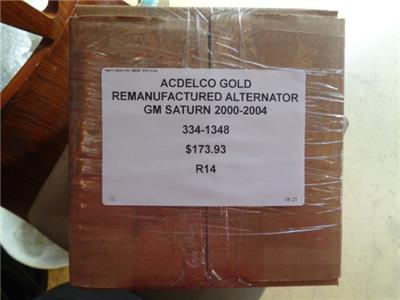 ACDELCO GOLD
REMANUFACTURED ALTERNATOR
GM SATURN 2000-2004
334-1348
$173.93
R14